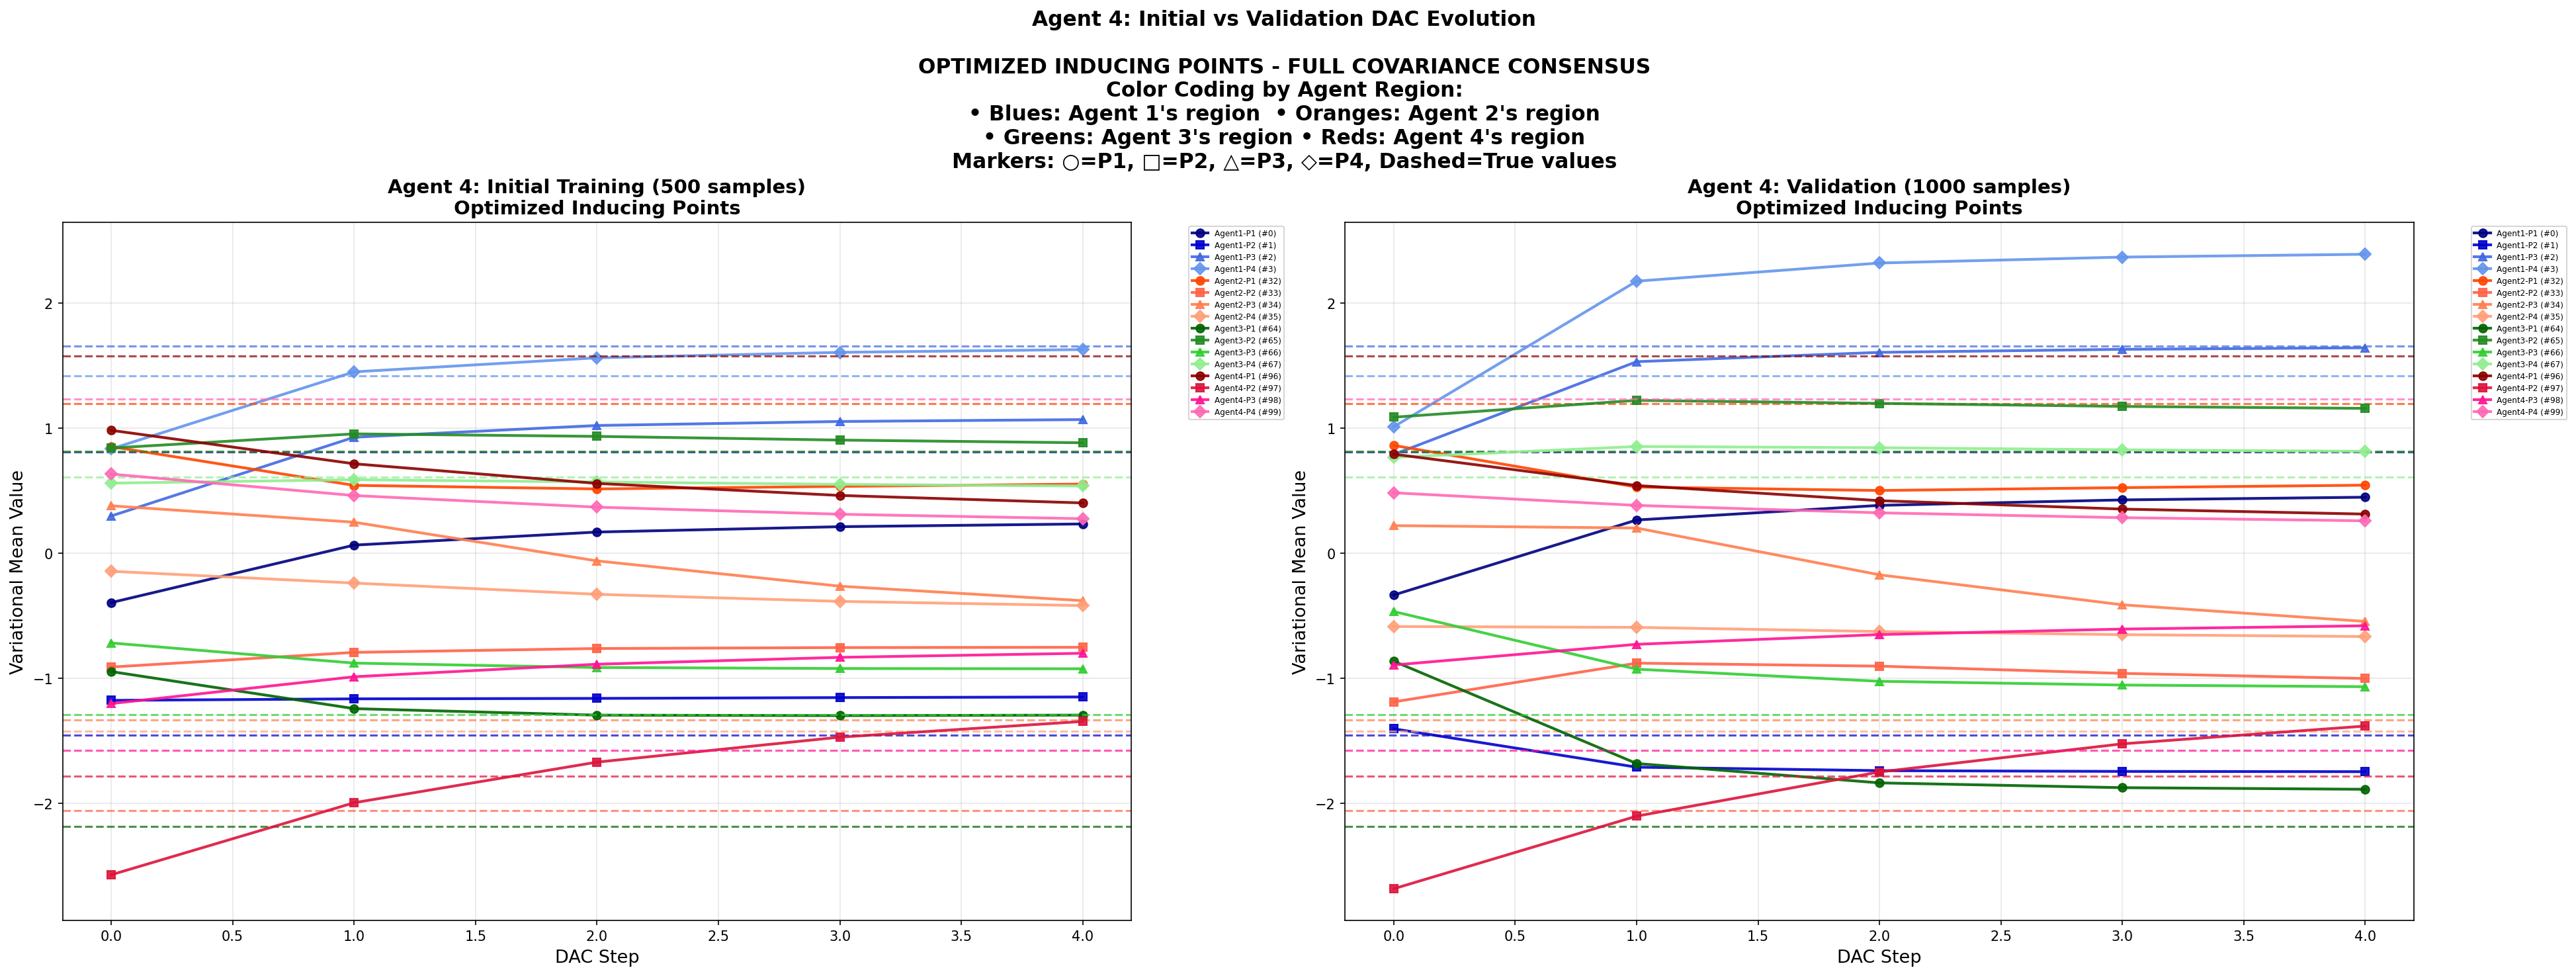 Agent 4: Initial vs Validation DAC Evolution
OPTIMIZED INDUCING POINTS - FULL COVARIANCE CONSENSUS
Color Coding by Agent Region:
• Blues: Agent 1's region • Oranges: Agent 2's region
• Greens: Agent 3's region • Reds: Agent 4's region
Markers: ○=P1, □=P2, △=P3, ◇=P4, Dashed=True values
Agent 4: Initial Training (500 samples)
Optimized Inducing Points
Variational Mean Value
2
1
0
−1
−2
0.0 0.5 1.0 1.5 2.0 2.5 3.0 3.5 4.0
DAC Step
Agent1-P1 (#0)
Agent1-P2 (#1)
Agent1-P3 (#2)
Agent1-P4 (#3)
Agent2-P1 (#32)
Agent2-P2 (#33)
Agent2-P3 (#34)
Agent2-P4 (#35)
Agent3-P1 (#64)
Agent3-P2 (#65)
Agent3-P3 (#66)
Agent3-P4 (#67)
Agent4-P1 (#96)
Agent4-P2 (#97)
Agent4-P3 (#98)
Agent4-P4 (#99)
Agent 4: Validation (1000 samples)
Optimized Inducing Points
Variational Mean Value
2
1
0
−1
−2
0.0 0.5 1.0 1.5 2.0 2.5 3.0 3.5 4.0
DAC Step
Agent1-P1 (#0)
Agent1-P2 (#1)
Agent1-P3 (#2)
Agent1-P4 (#3)
Agent2-P1 (#32)
Agent2-P2 (#33)
Agent2-P3 (#34)
Agent2-P4 (#35)
Agent3-P1 (#64)
Agent3-P2 (#65)
Agent3-P3 (#66)
Agent3-P4 (#67)
Agent4-P1 (#96)
Agent4-P2 (#97)
Agent4-P3 (#98)
Agent4-P4 (#99)